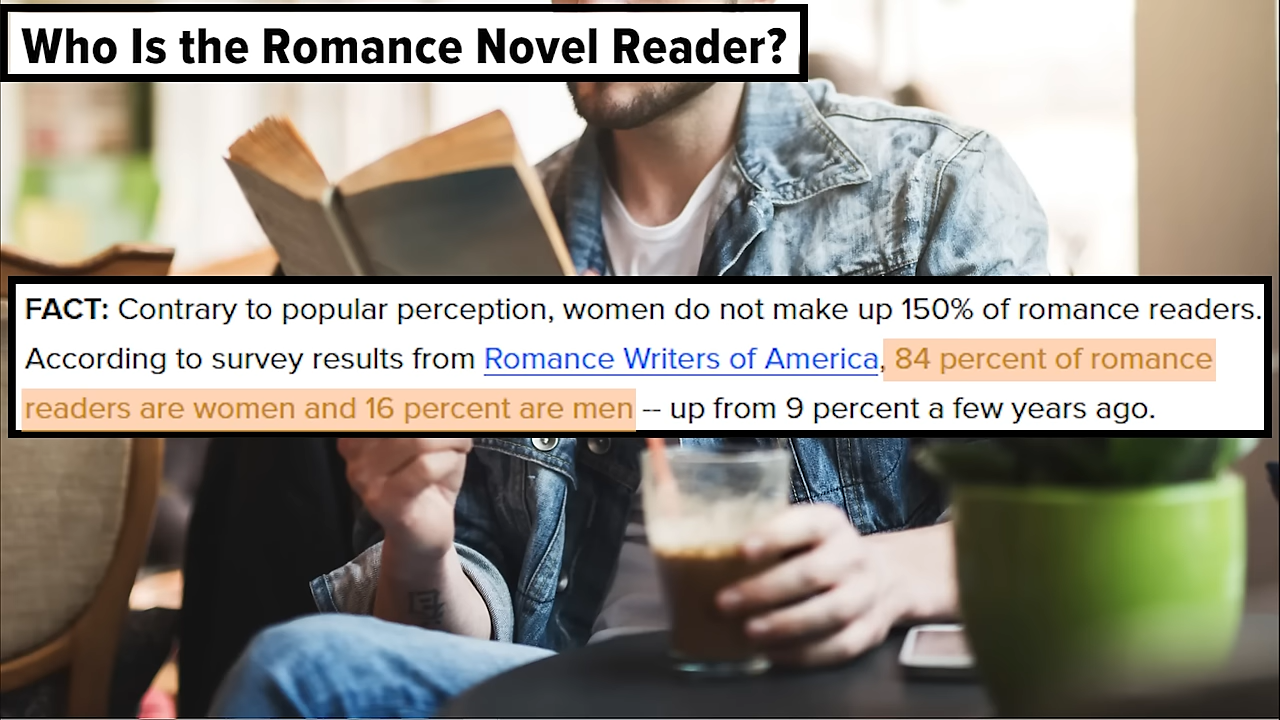 Who Is the Romance Novel Reader?
FACT: Contrary to popular perception, women do not make up 150% of romance readers.
According to survey results from Romance Writers of America, 84 percent of romance
readers are women and 16 percent are men -- up from 9 percent a few years ago.